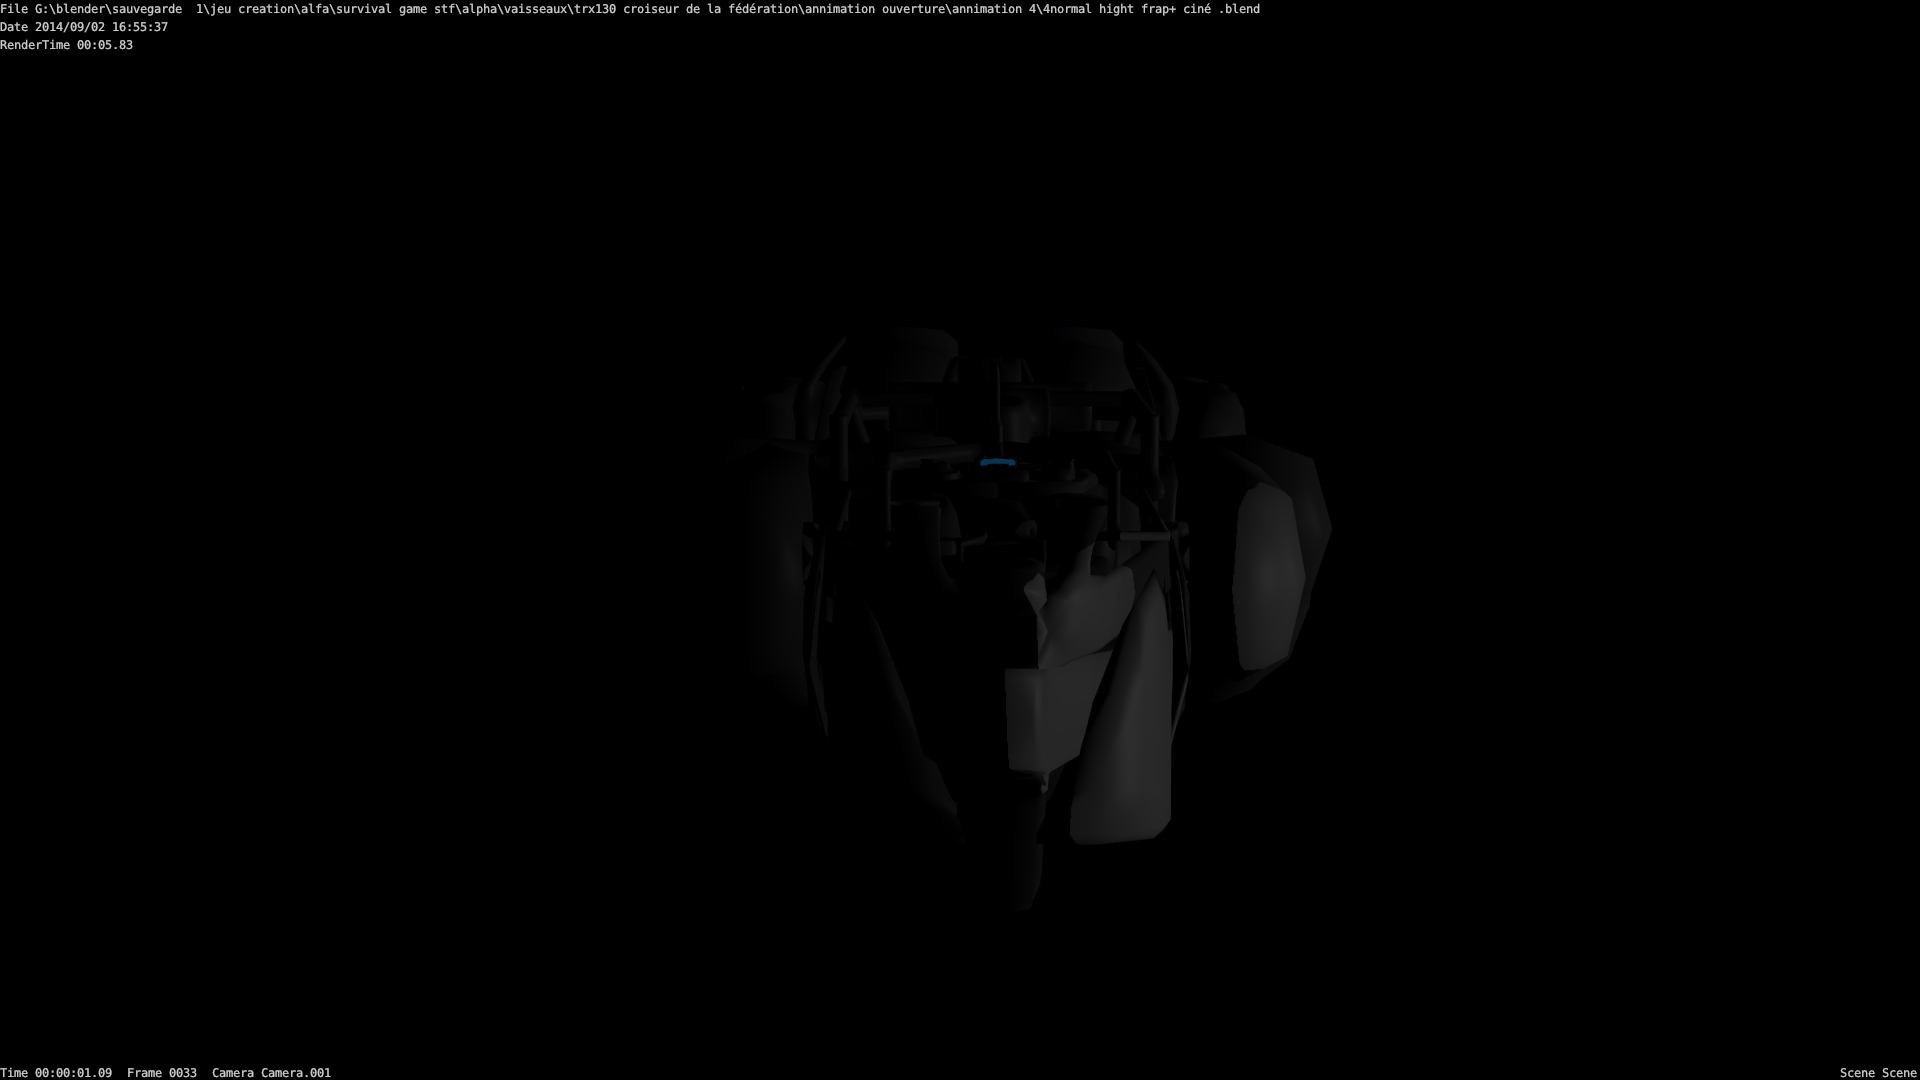 File G:\blender\sauvegarde  1\jeu creation\alfa\survival game stf\alpha\vaisseaux\trx130 croiseur de la fédération\annimation ouverture\annimation 4\4normal hight frap+ ciné .blend
Date 2014/09/02 16:55:37
RenderTime 00:05.83
Time 00:00:01.09  Frame 0033  Camera Camera.001
Scene Scene